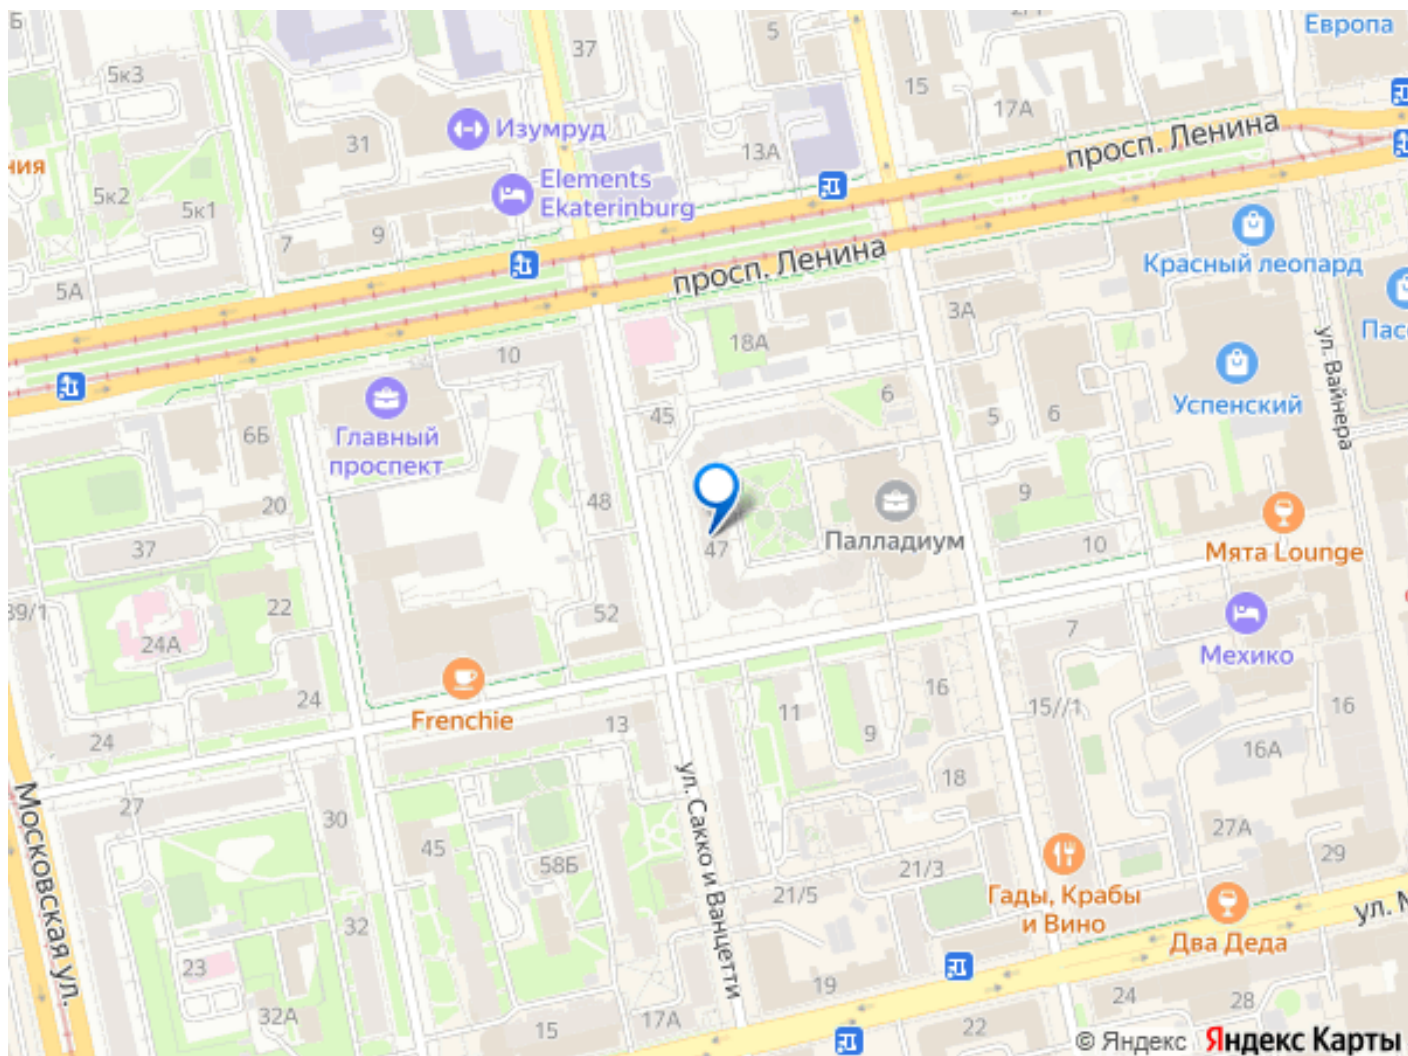 Б
37
5
Европа
5к3
15
17А
31
Изумруд
13А
просп. Ленина
ния
5к2
5к1
Elements
Ekaterinburg
7
9
просп. Ленина
Красный леопард
5А
3А
10
18А
ул. Вайнера
Успенский
6
45
5
6
6Б
Главный
проспект
20
48
9
37
47
Палладиум
10
Мята Lounge
39/1
22
52
24А
7
Мехико
24
Frenchie
13
11
9
16
15//1
16
24
16А
18
27
30
Московская ул.
ул. Сакко и Ванцетти
45
58Б
27А
29
21/3
21/5
Гады, Крабы
и Вино
32
Два Деда
23
19
24
28
32А
15
17А
22
© Яндекс Яндекс Карты